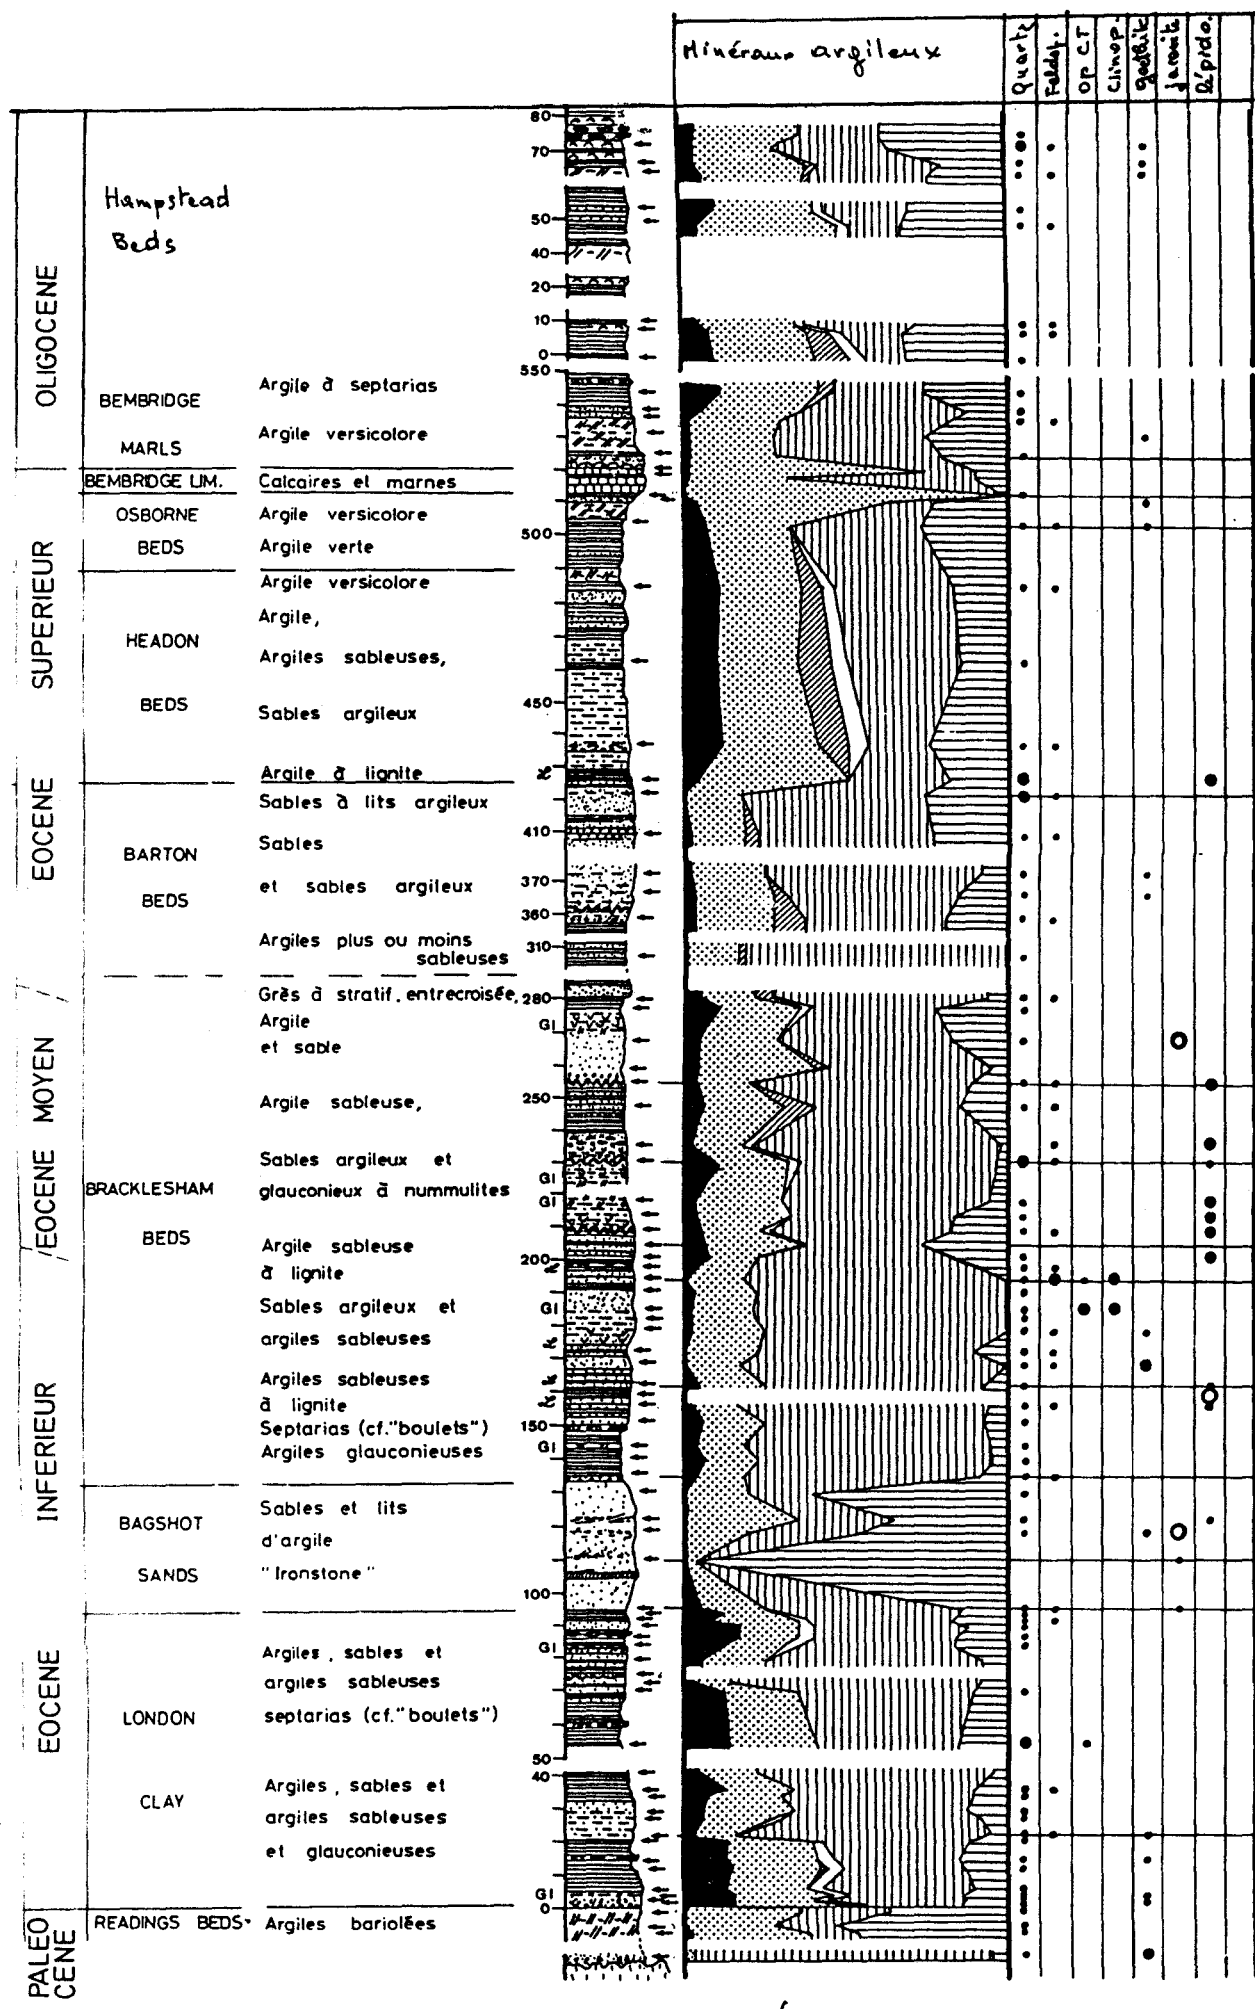 Minéraux argileux
Quartz
Feldsp.
op CT
Clinop.
goethite
jarosite
lépido.
OLIGOCENE
SUPERIEUR
EOCENE
EOCENE MOYEN
INFERIEUR
EOCENE
PALEO
CENE
Hampstead
Beds
BEMBRIDGE
MARLS
BEMBRIDGE LIM.
OSBORNE
BEDS
HEADON
BEDS
BARTON
BEDS
BRACKLESHAM
BEDS
BAGSHOT
SANDS
LONDON
CLAY
READINGS BEDS
Argile à septarias
Argile versicolore
Calcaires et marnes
Argile versicolore
Argile verte
Argile versicolore
Argile,
Argiles sableuses,
Sables argileux
Argile à lignite
Sables à lits argileux
Sables
et sables argileux
Argiles plus ou moins
sableuses
Grès à stratif. entrecroisée,
Argile
et sable
Argile sableuse,
Sables argileux et
glauconieux à nummulites
Argile sableuse
à lignite
Sables argileux et
argiles sableuses
Argiles sableuses
à lignite
Septarias (cf."boulets")
Argiles glauconieuses
Sables et lits
d'argile
"Ironstone"
Argiles, sables et
argiles sableuses
septarias (cf."boulets")
Argiles, sables et
argiles sableuses
et glauconieuses
Argiles bariolées
80
70
50
40
20
10
0
550
500
450
410
370
360
310
280
Gl
250
Gl
Gl
200
Gl
150
Gl
100
Gl
50
40
Gl
0